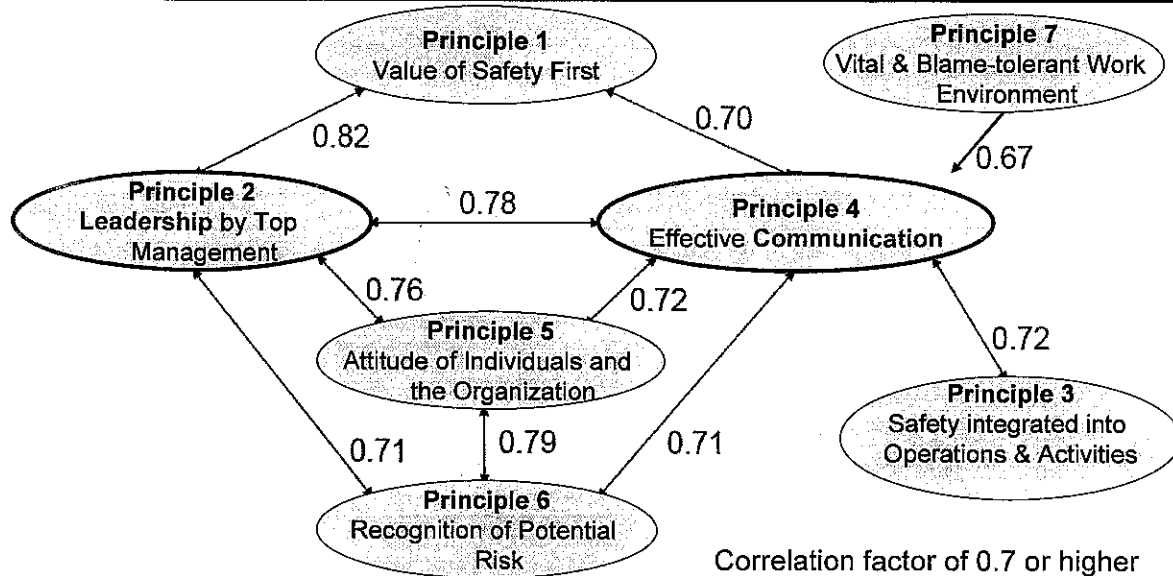 Principle 1
Value of Safety First
Principle 7
Vital & Blame-tolerant Work
Environment
0.82
0.70
0.67
Principle 2
Leadership by Top
Management
0.78
Principle 4
Effective Communication
0.76
0.72
Principle 5
Attitude of Individuals and
the Organization
0.72
Principle 3
Safety integrated into
Operations & Activities
0.71
0.79
0.71
Principle 6
Recognition of Potential
Risk
Correlation factor of 0.7 or higher